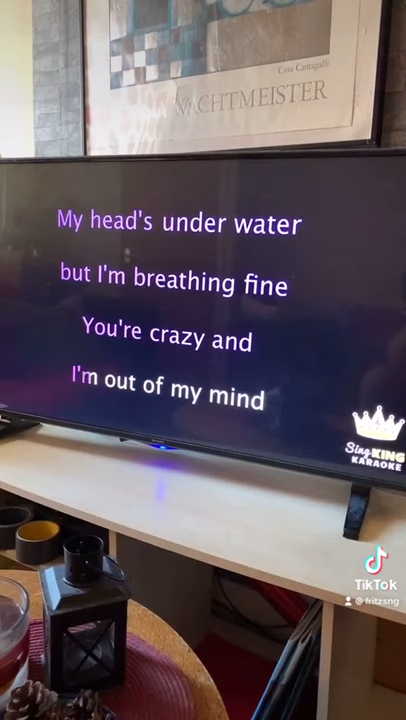 Casa Cantagalli
WACHTMEISTER
My head's under water
but I'm breathing fine
You're crazy and
I'm out of my mind
Sing KING
KARAOKE
TikTok
@fritzsng